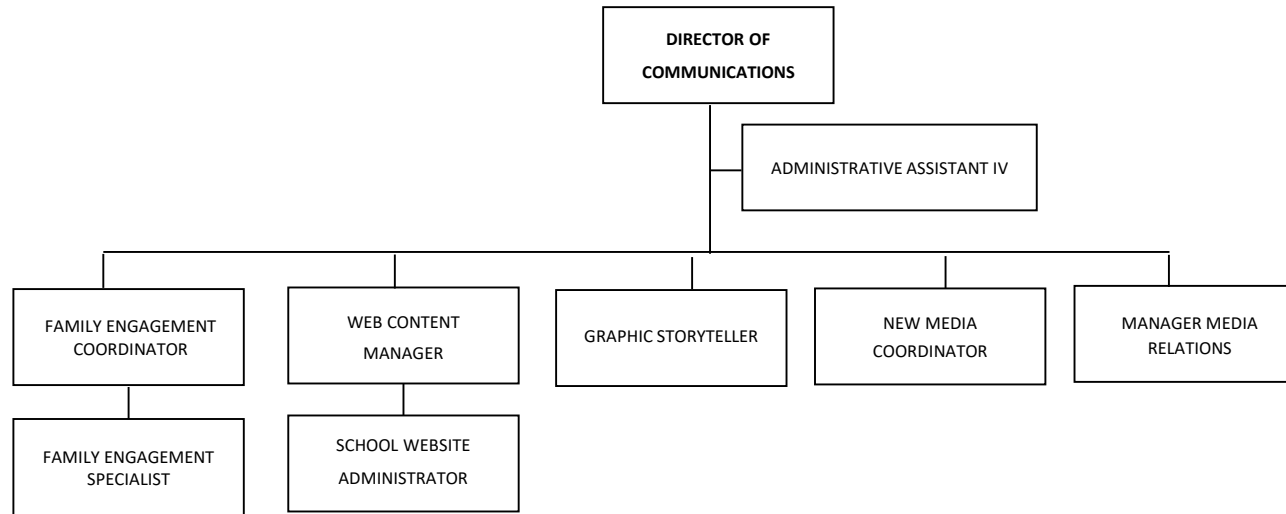 DIRECTOR OF
COMMUNICATIONS
ADMINISTRATIVE ASSISTANT IV
FAMILY ENGAGEMENT
COORDINATOR
WEB CONTENT
MANAGER
GRAPHIC STORYTELLER
NEW MEDIA
COORDINATOR
MANAGER MEDIA
RELATIONS
FAMILY ENGAGEMENT
SPECIALIST
SCHOOL WEBSITE
ADMINISTRATOR